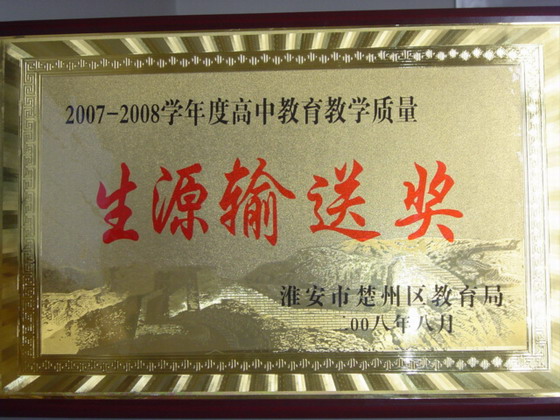 2007-2008学年度高中教育教学质量
生源输送奖
淮安市楚州区教育局
二00八年八月